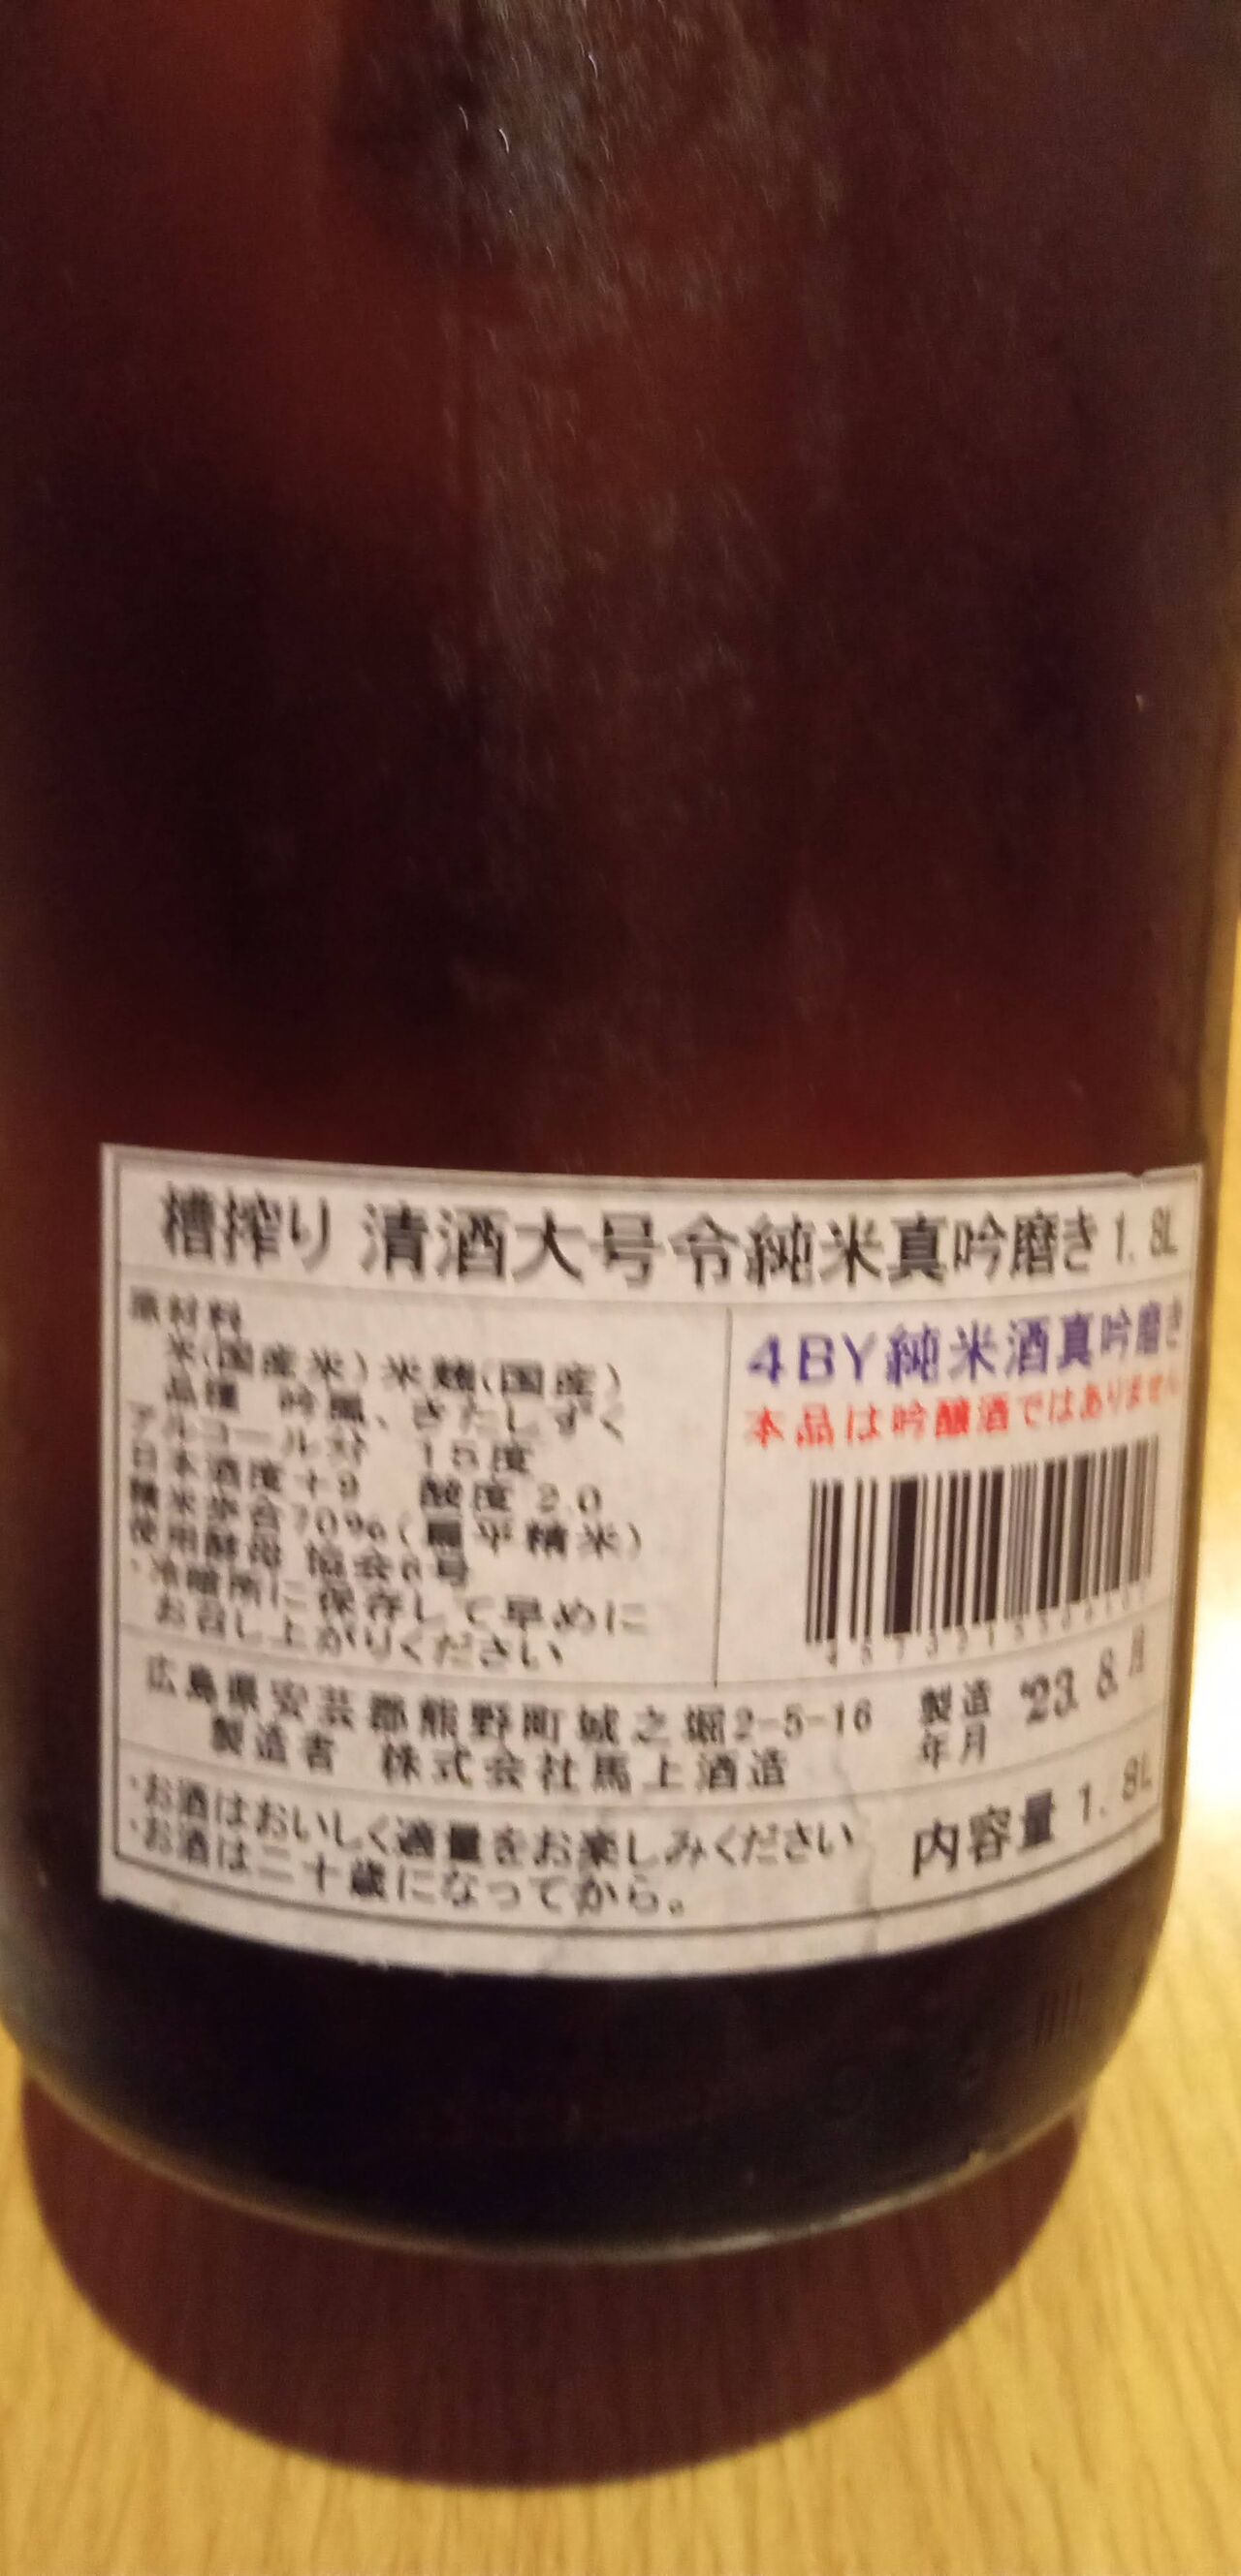 槽搾り 清酒大号令純米真吟磨き1.8L
原材料
米(国産米)米麹(国産)
品種 吟風、きたしずく
アルコール分 15度
日本酒度+9 酸度2.0
精米歩合70%(扁平精米)
使用酵母 協会6号
・冷暗所に保存して早めに
お召し上がりください
4BY純米酒真吟磨き
本品は吟醸酒ではありません
広島県安芸郡熊野町城之堀2-5-16
製造者 株式会社馬上酒造
製造年月 '23.8.月
・お酒はおいしく適量をお楽しみください
・お酒は二十歳になってから。
内容量 1.8L